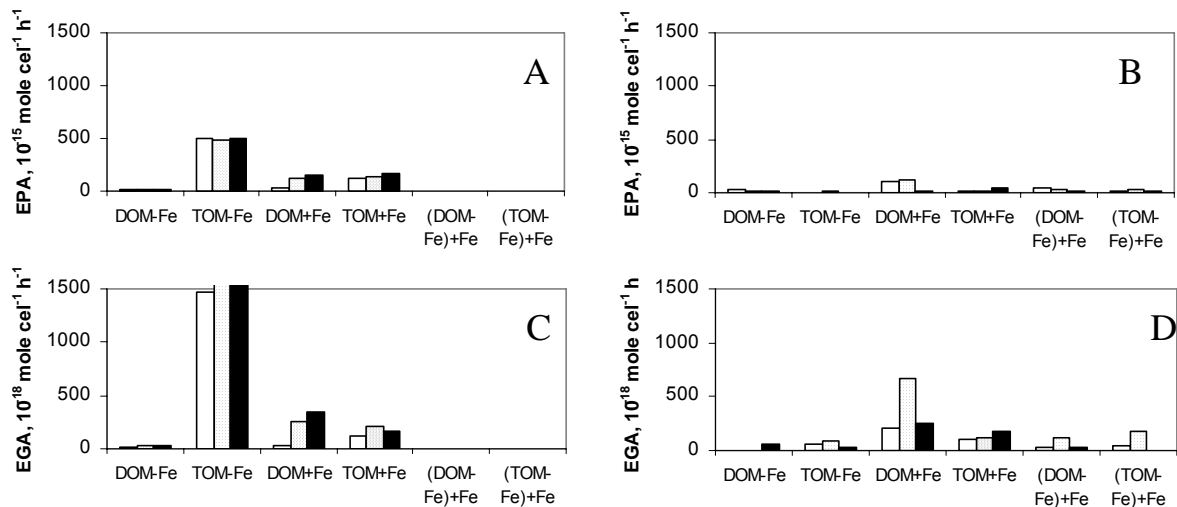 1500
1000
500
0
EPA, 10⁻¹⁵ mole cel⁻¹ h⁻¹
A
DOM-Fe TOM-Fe DOM+Fe TOM+Fe (DOM- (TOM-
Fe)+Fe Fe)+Fe
1500
1000
500
0
EPA, 10⁻¹⁵ mole cel⁻¹ h⁻¹
B
DOM-Fe TOM-Fe DOM+Fe TOM+Fe (DOM- (TOM-
Fe)+Fe Fe)+Fe
1500
1000
500
0
EGA, 10⁻¹⁸ mole cel⁻¹ h⁻¹
C
DOM-Fe TOM-Fe DOM+Fe TOM+Fe (DOM- (TOM-
Fe)+Fe Fe)+Fe
1500
1000
500
0
EGA, 10⁻¹⁸ mole cel⁻¹ h
D
DOM-Fe TOM-Fe DOM+Fe TOM+Fe (DOM- (TOM-
Fe)+Fe Fe)+Fe